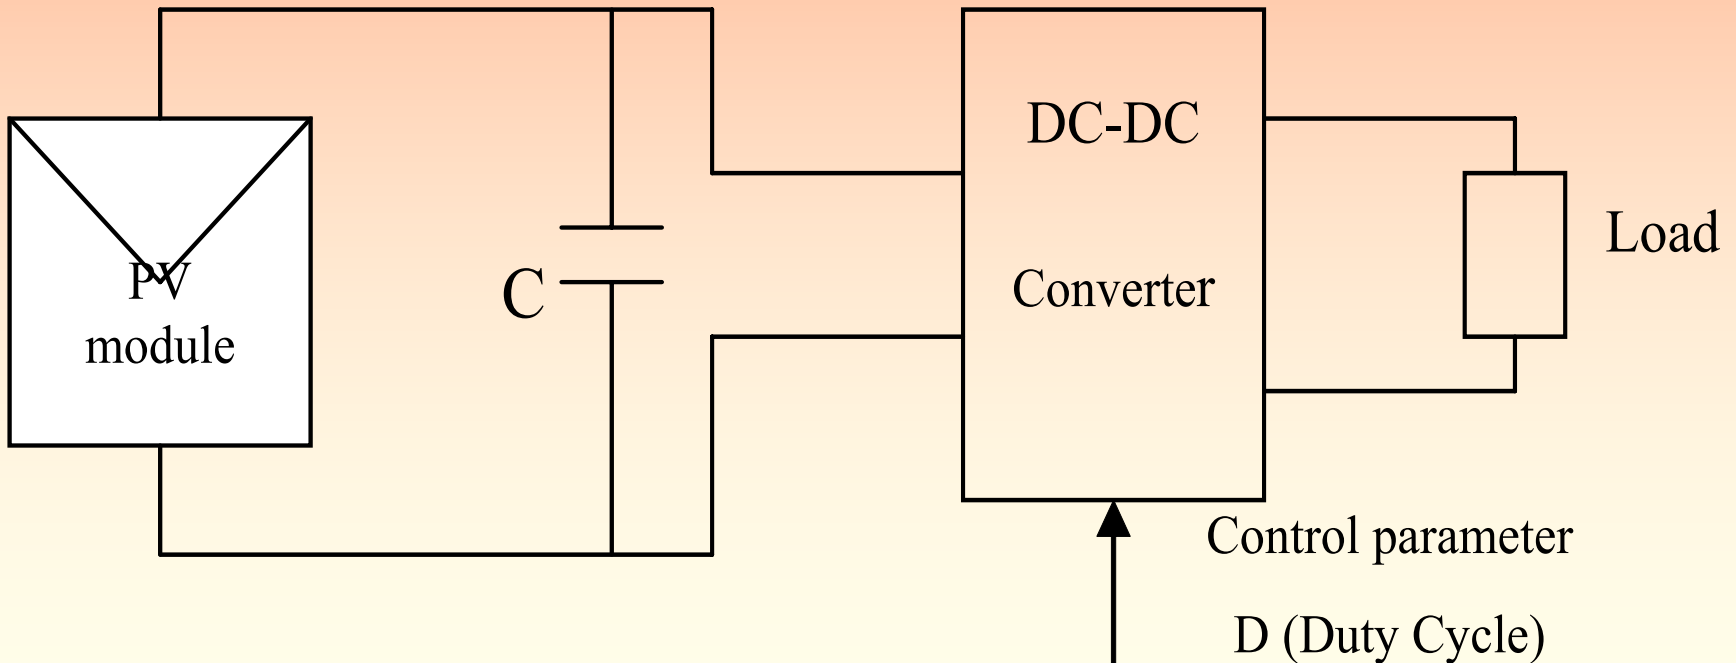 PV
module
C
DC-DC
Converter
Load
Control parameter
D (Duty Cycle)